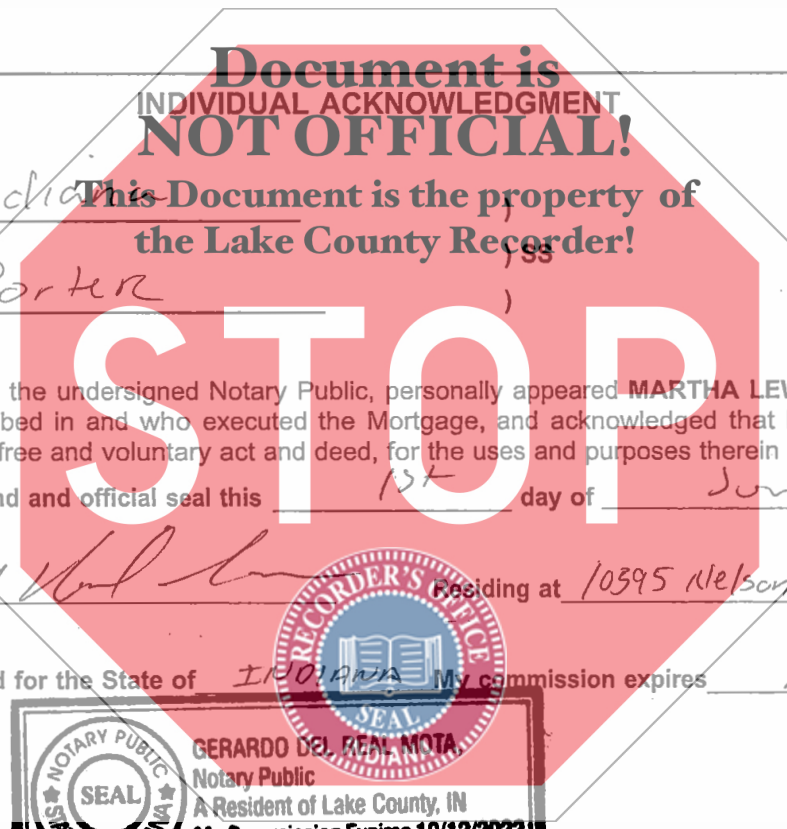 Document is
INDIVIDUAL ACKNOWLEDGMENT
NOT OFFICIAL!
diana
This Document is the property of
)
the Lake County Recorder!
) SS
Porter
)
STOP
the undersigned Notary Public, personally appeared MARTHA LEW
bed in and who executed the Mortgage, and acknowledged that
free and voluntary act and deed, for the uses and purposes therein
nd and official seal this 1st day of Jun
Residing at 10395 Nelson
RECORDER'S OFFICE
SEAL
INDIANA
d for the State of INDIANA My commission expires
NOTARY PUBLIC
SEAL
GERARDO DEL REAL MOTA,
Notary Public
A Resident of Lake County, IN